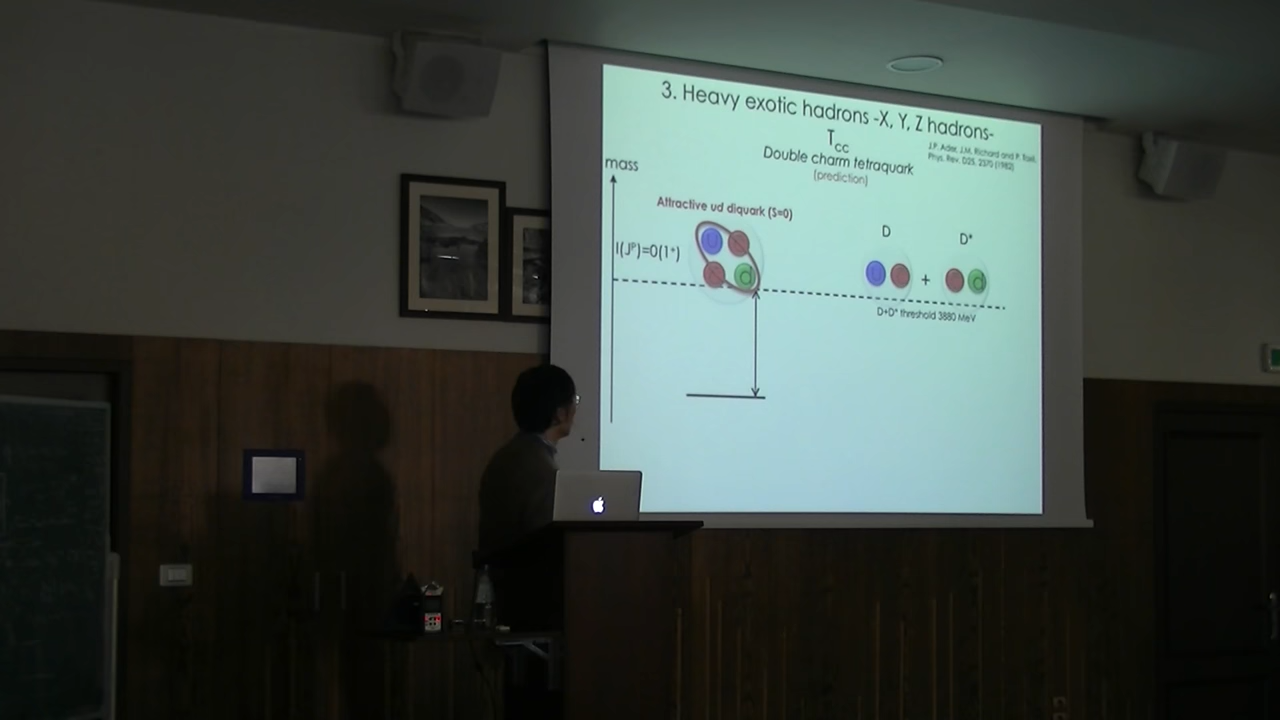 3. Heavy exotic hadrons -X, Y, Z hadrons-
Tcc
Double charm tetraquark
(prediction)
J.P. Ader, J.M. Richard and P. Taxil,
Phys. Rev. D25, 2370 (1982)
mass
Attractive ud diquark (S=0)
I(Jᴾ)=0(1⁺)
D
D*
u
d
+
d
D+D* threshold 3880 MeV